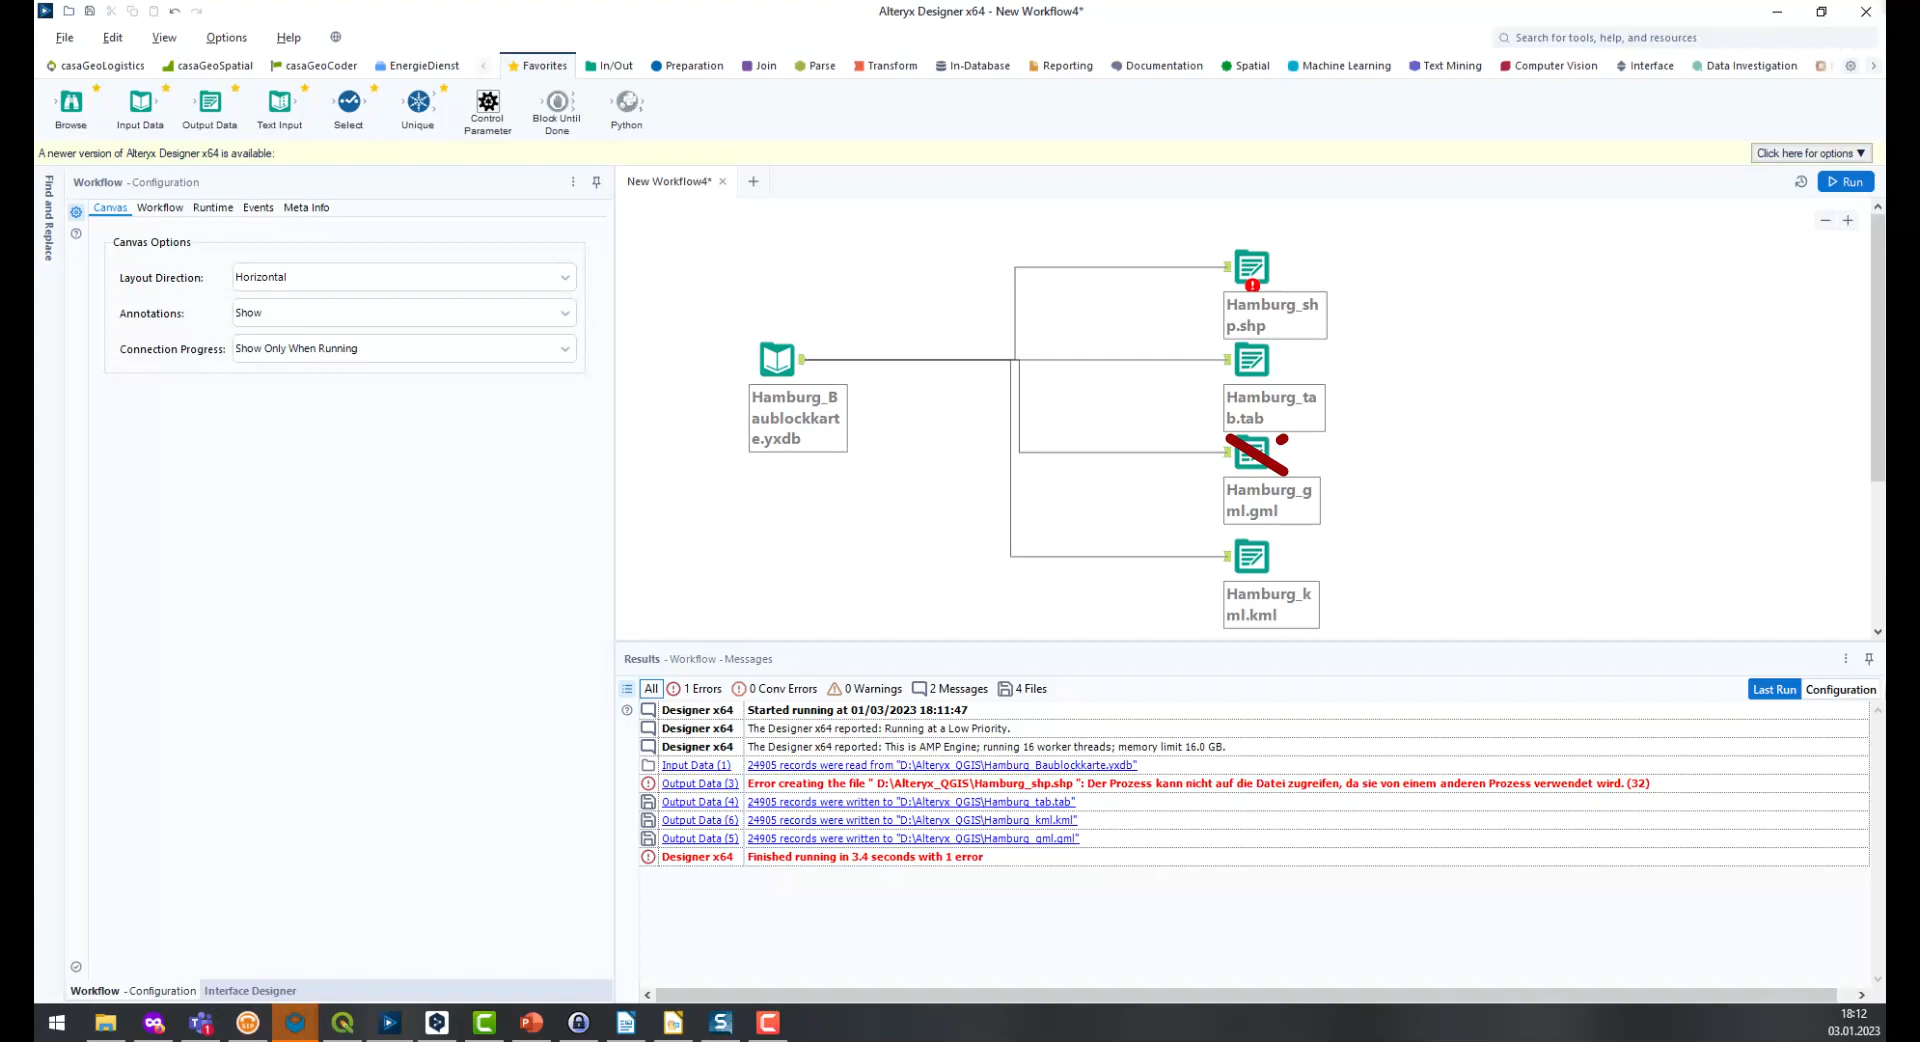 Alteryx Designer x64 - New Workflow4*
File Edit View Options Help
Search for tools, help, and resources
casaGeoLogistics casaGeoSpatial casaGeoCoder EnergieDienst Favorites In/Out Preparation Join Parse Transform In-Database Reporting Documentation Spatial Machine Learning Text Mining Computer Vision Interface Data Investigation
Browse Input Data Output Data Text Input Select Unique Control Parameter Block Until Done Python
A newer version of Alteryx Designer x64 is available:
Click here for options ▼
Find and Replace
Workflow - Configuration
Canvas Workflow Runtime Events Meta Info
Canvas Options
Layout Direction: Horizontal
Annotations: Show
Connection Progress: Show Only When Running
New Workflow4* ×
Run
Hamburg_B
aublockkart
e.yxdb
Hamburg_sh
p.shp
Hamburg_ta
b.tab
Hamburg_g
ml.gml
Hamburg_k
ml.kml
Results - Workflow - Messages
All 1 Errors 0 Conv Errors 0 Warnings 2 Messages 4 Files
Last Run Configuration
Designer x64 Started running at 01/03/2023 18:11:47
Designer x64 The Designer x64 reported: Running at a Low Priority.
Designer x64 The Designer x64 reported: This is AMP Engine; running 16 worker threads; memory limit 16.0 GB.
Input Data (1) 24905 records were read from "D:\Alteryx_QGIS\Hamburg_Baublockkarte.yxdb"
Output Data (3) Error creating the file " D:\Alteryx_QGIS\Hamburg_shp.shp ": Der Prozess kann nicht auf die Datei zugreifen, da sie von einem anderen Prozess verwendet wird. (32)
Output Data (4) 24905 records were written to "D:\Alteryx_QGIS\Hamburg_tab.tab"
Output Data (6) 24905 records were written to "D:\Alteryx_QGIS\Hamburg_kml.kml"
Output Data (5) 24905 records were written to "D:\Alteryx_QGIS\Hamburg_gml.gml"
Designer x64 Finished running in 3.4 seconds with 1 error
Workflow - Configuration Interface Designer
18:12
03.01.2023